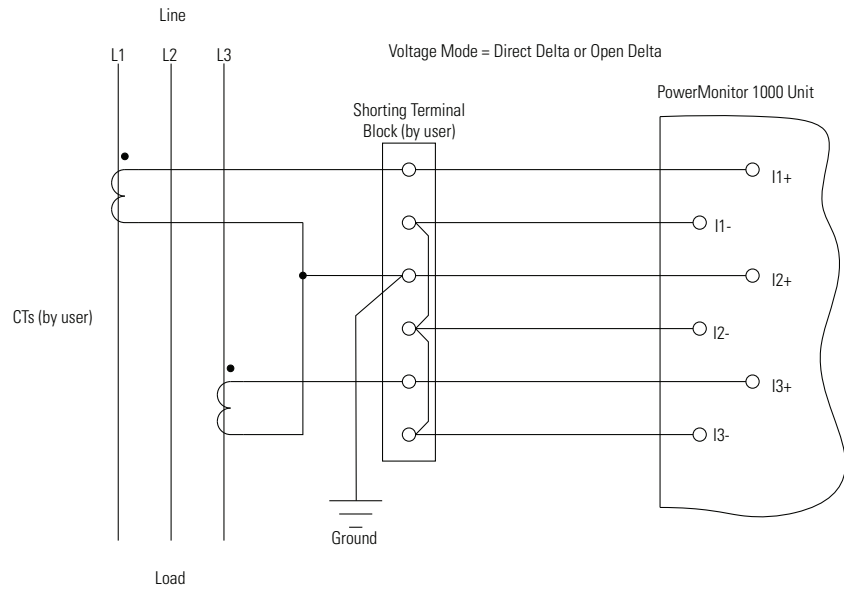 Line
L1
L2
L3
Voltage Mode = Direct Delta or Open Delta
PowerMonitor 1000 Unit
Shorting Terminal
Block (by user)
I1+
I1-
I2+
CTs (by user)
I2-
I3+
I3-
Ground
Load